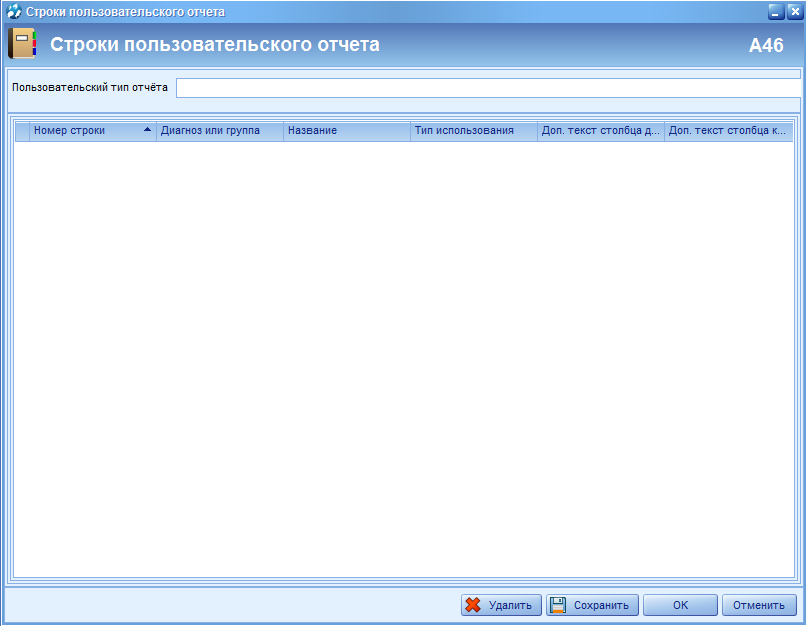 Строки пользовательского отчета
Строки пользовательского отчета A46
Пользовательский тип отчёта
Номер строки Диагноз или группа Название Тип использования Доп. текст столбца д... Доп. текст столбца к...
Удалить Сохранить OK Отменить